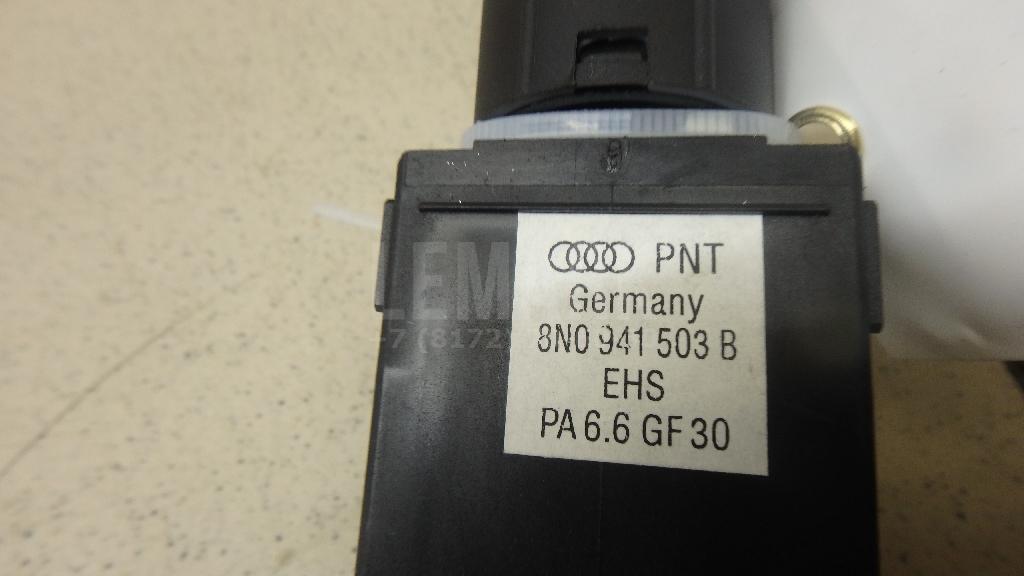 PNT
Germany
8N0 941 503 B
EHS
PA 6.6 GF 30